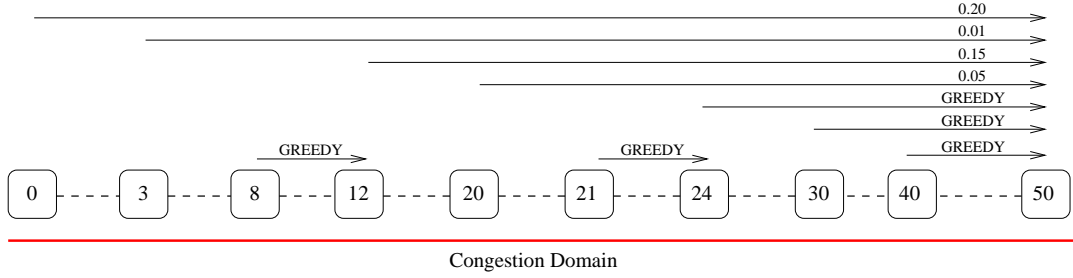 0.20
0.01
0.15
0.05
GREEDY
GREEDY
GREEDY GREEDY GREEDY
0 3 8 12 20 21 24 30 40 50
Congestion Domain